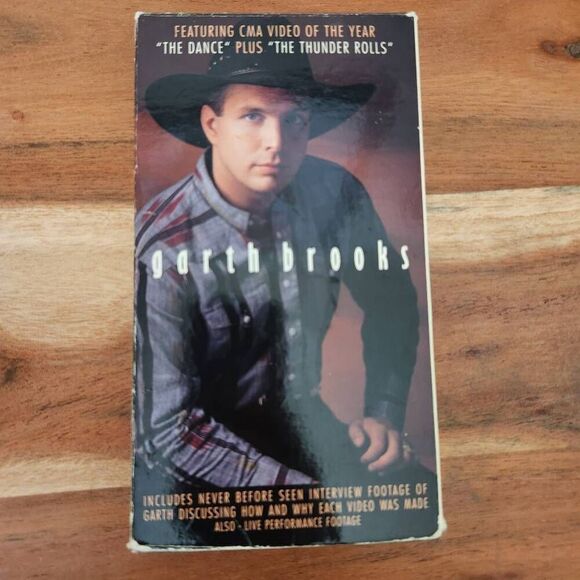 FEATURING CMA VIDEO OF THE YEAR
"THE DANCE" PLUS "THE THUNDER ROLLS"
garth brooks
INCLUDES NEVER BEFORE SEEN INTERVIEW FOOTAGE OF
GARTH DISCUSSING HOW AND WHY EACH VIDEO WAS MADE
ALSO - LIVE PERFORMANCE FOOTAGE